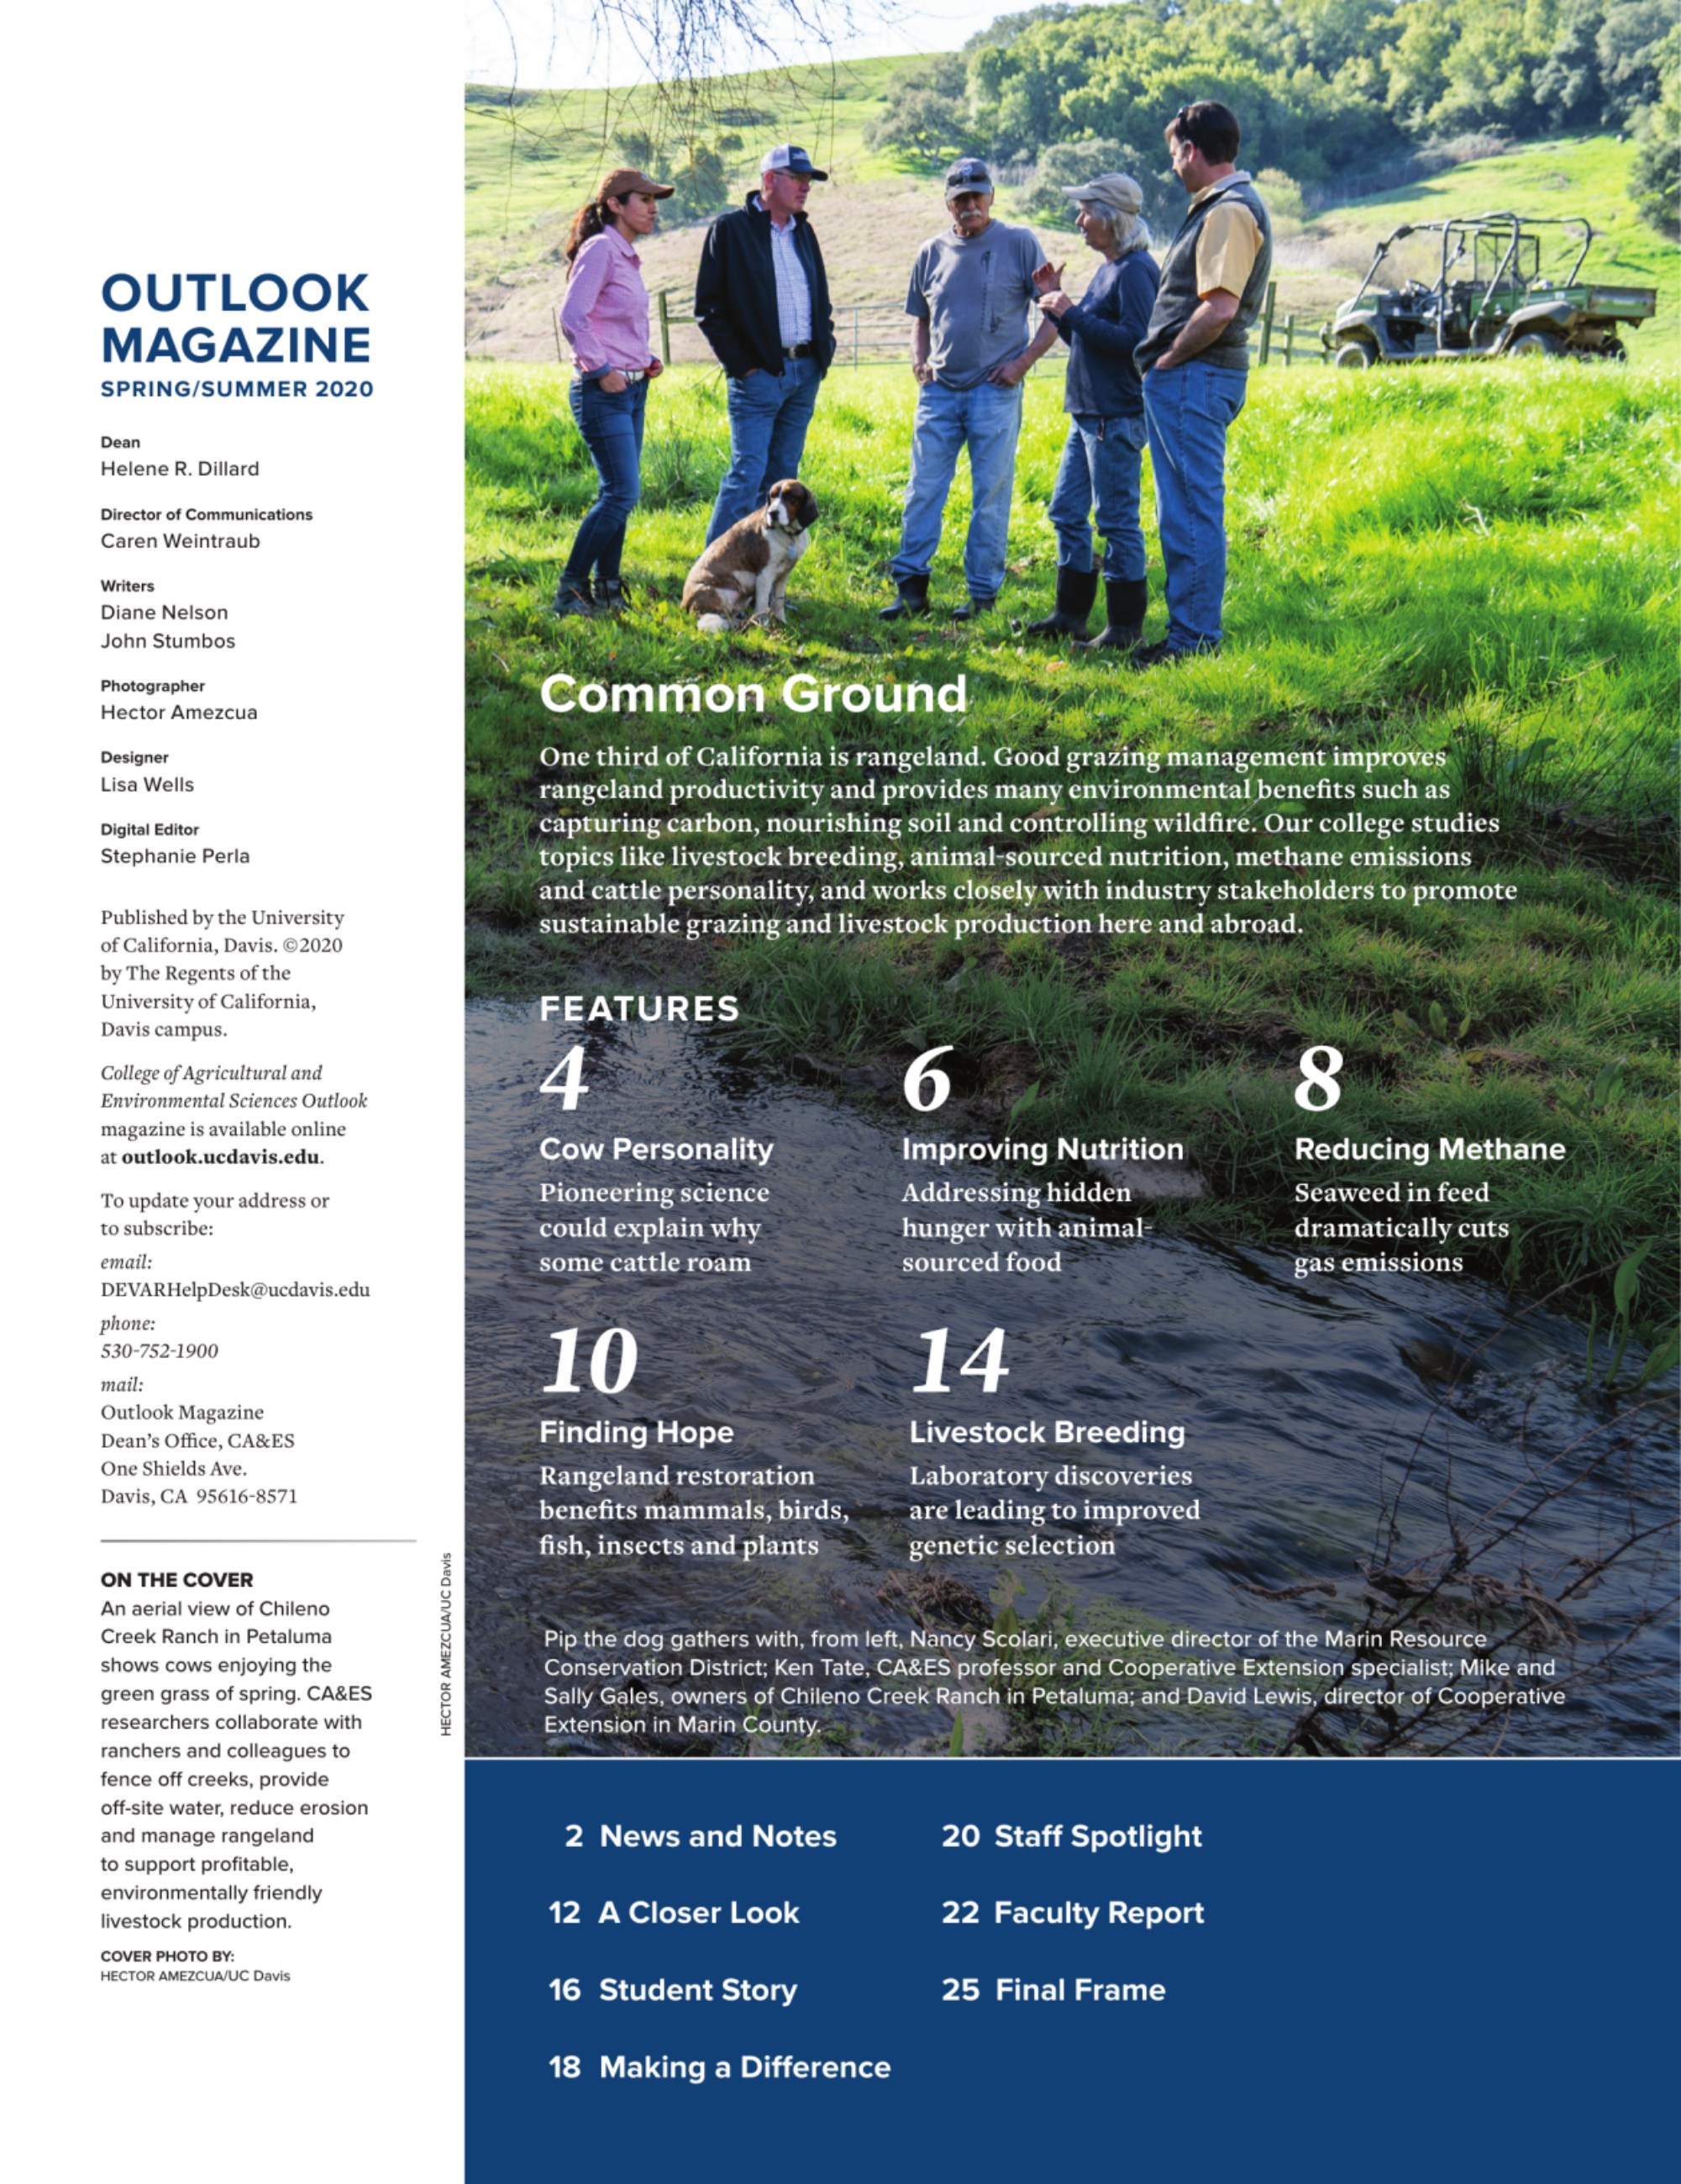 OUTLOOK
MAGAZINE
SPRING/SUMMER 2020
Dean
Helene R. Dillard
Director of Communications
Caren Weintraub
Writers
Diane Nelson
John Stumbos
Photographer
Hector Amezcua
Designer
Lisa Wells
Digital Editor
Stephanie Perla
Published by the University
of California, Davis. ©2020
by The Regents of the
University of California,
Davis campus.
College of Agricultural and
Environmental Sciences Outlook
magazine is available online
at outlook.ucdavis.edu.
To update your address or
to subscribe:
email:
DEVARHelpDesk@ucdavis.edu
phone:
530-752-1900
mail:
Outlook Magazine
Dean's Office, CA&ES
One Shields Ave.
Davis, CA 95616-8571
ON THE COVER
An aerial view of Chileno
Creek Ranch in Petaluma
shows cows enjoying the
green grass of spring. CA&ES
researchers collaborate with
ranchers and colleagues to
fence off creeks, provide
off-site water, reduce erosion
and manage rangeland
to support profitable,
environmentally friendly
livestock production.
COVER PHOTO BY:
HECTOR AMEZCUA/UC Davis
HECTOR AMEZCUA/UC Davis
Common Ground
One third of California is rangeland. Good grazing management improves
rangeland productivity and provides many environmental benefits such as
capturing carbon, nourishing soil and controlling wildfire. Our college studies
topics like livestock breeding, animal-sourced nutrition, methane emissions
and cattle personality, and works closely with industry stakeholders to promote
sustainable grazing and livestock production here and abroad.
FEATURES
4
Cow Personality
Pioneering science
could explain why
some cattle roam
6
Improving Nutrition
Addressing hidden
hunger with animal-
sourced food
8
Reducing Methane
Seaweed in feed
dramatically cuts
gas emissions
10
Finding Hope
Rangeland restoration
benefits mammals, birds,
fish, insects and plants
14
Livestock Breeding
Laboratory discoveries
are leading to improved
genetic selection
Pip the dog gathers with, from left, Nancy Scolari, executive director of the Marin Resource
Conservation District; Ken Tate, CA&ES professor and Cooperative Extension specialist; Mike and
Sally Gales, owners of Chileno Creek Ranch in Petaluma; and David Lewis, director of Cooperative
Extension in Marin County.
2 News and Notes
12 A Closer Look
16 Student Story
18 Making a Difference
20 Staff Spotlight
22 Faculty Report
25 Final Frame